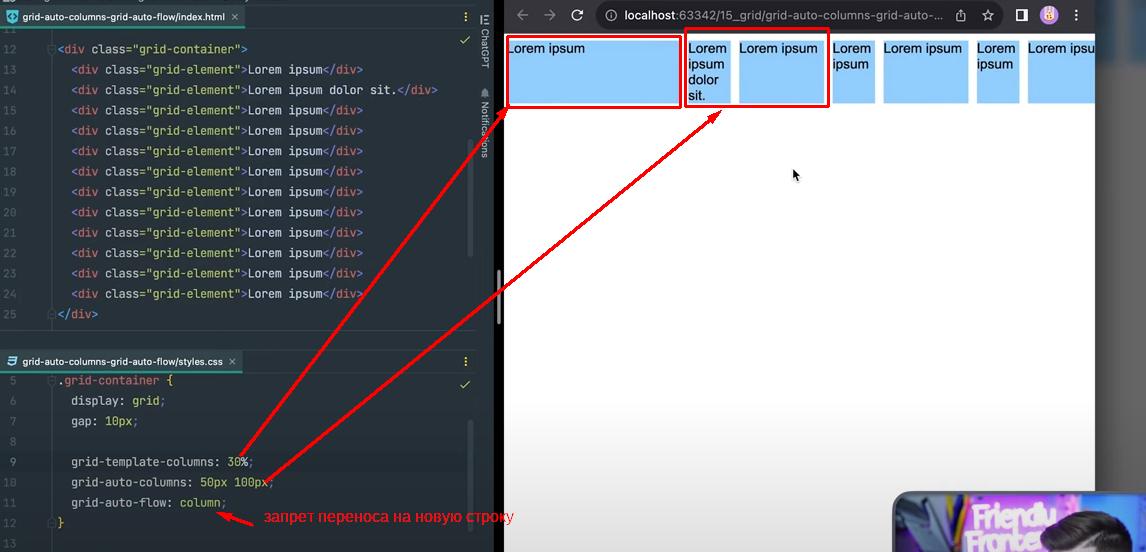 grid-auto-columns-grid-auto-flow/index.html
localhost:63342/15_grid/grid-auto-columns-grid-auto-...
ChatGPT
Notifications
11
12 <div class="grid-container">
13 <div class="grid-element">Lorem ipsum</div>
14 <div class="grid-element">Lorem ipsum dolor sit.</div>
15 <div class="grid-element">Lorem ipsum</div>
16 <div class="grid-element">Lorem ipsum</div>
17 <div class="grid-element">Lorem ipsum</div>
18 <div class="grid-element">Lorem ipsum</div>
19 <div class="grid-element">Lorem ipsum</div>
20 <div class="grid-element">Lorem ipsum</div>
21 <div class="grid-element">Lorem ipsum</div>
22 <div class="grid-element">Lorem ipsum</div>
23 <div class="grid-element">Lorem ipsum</div>
24 <div class="grid-element">Lorem ipsum</div>
25 </div>
Lorem ipsum
Lorem
ipsum
dolor
sit.
Lorem ipsum
Lorem
ipsum
Lorem ipsum
Lorem
ipsum
Lorem ipsu
grid-auto-columns-grid-auto-flow/styles.css
5 .grid-container {
6 display: grid;
7 gap: 10px;
8
9 grid-template-columns: 30%;
10 grid-auto-columns: 50px 100px;
11 grid-auto-flow: column;
12 }
13
запрет переноса на новую строку
Friendly